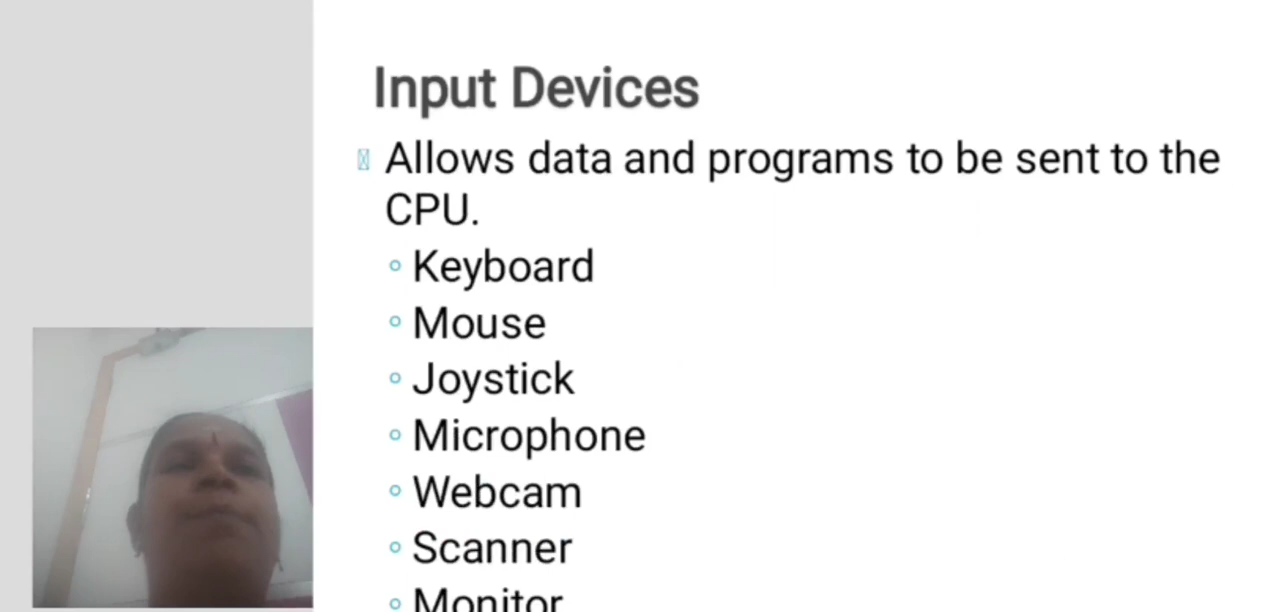 Input Devices
Allows data and programs to be sent to the
CPU.
Keyboard
Mouse
Joystick
Microphone
Webcam
Scanner
Monitor